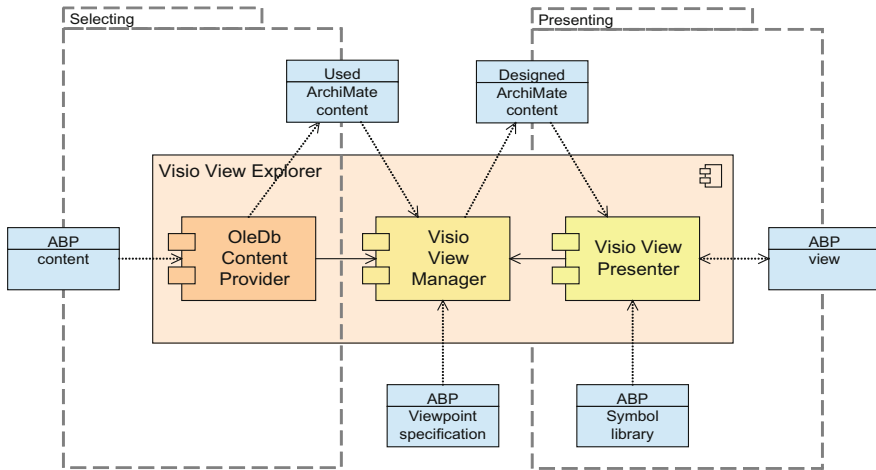 Selecting
Presenting
Used
ArchiMate
content
Designed
ArchiMate
content
Visio View Explorer
ABP
content
OleDb
Content
Provider
Visio
View
Manager
Visio View
Presenter
ABP
view
ABP
Viewpoint
specification
ABP
Symbol
library